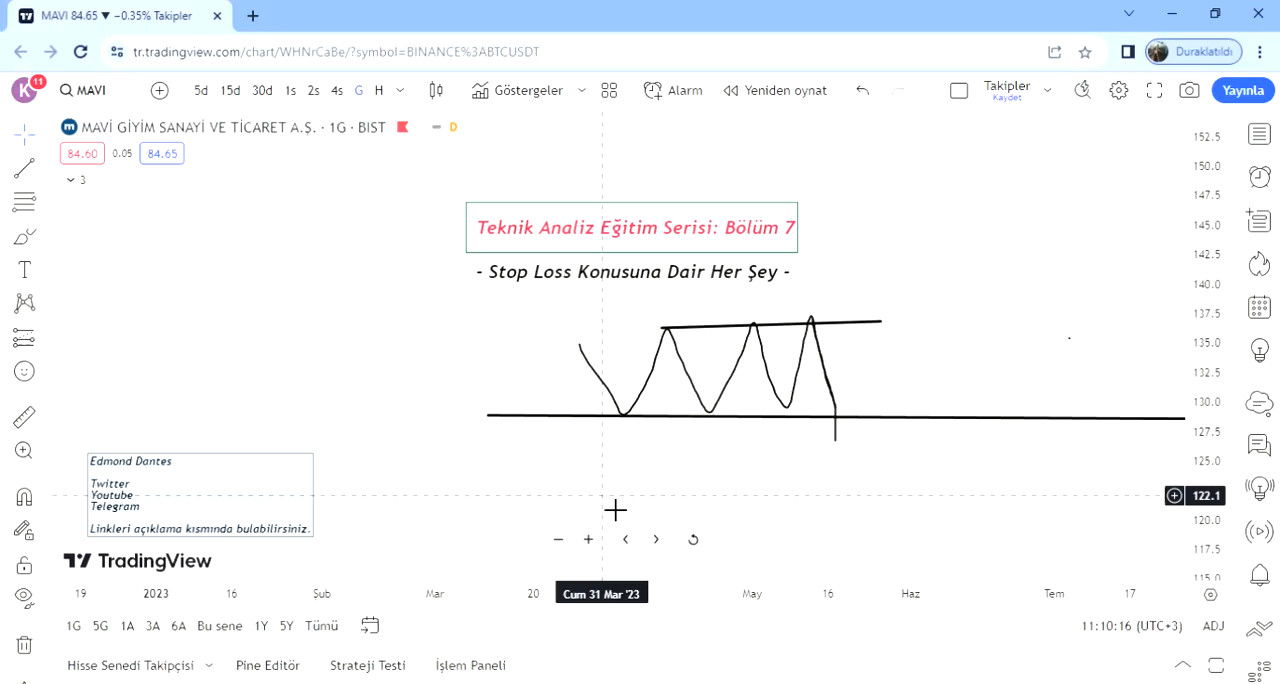 MAVI 84.65 ▼ −0.35% Takipler
tr.tradingview.com/chart/WHNrCaBe/?symbol=BINANCE%3ABTCUSDT
Duraklatıldı
K 11
MAVI
5d 15d 30d 1s 2s 4s G H
Göstergeler
Alarm
Yeniden oynat
Takipler
Kaydet
Yayınla
MAVİ GİYİM SANAYİ VE TİCARET A.Ş. · 1G · BIST
D
84.60 0.05 84.65
3
Teknik Analiz Eğitim Serisi: Bölüm 7
- Stop Loss Konusuna Dair Her Şey -
152.5
150.0
147.5
145.0
142.5
140.0
137.5
135.0
132.5
130.0
127.5
125.0
122.1
120.0
117.5
115.0
Edmond Dantes
Twitter
Youtube
Telegram
Linkleri açıklama kısmında bulabilirsiniz.
TradingView
19 2023 16 Şub Mar 20 Cum 31 Mar '23 May 16 Haz Tem 17
1G 5G 1A 3A 6A Bu sene 1Y 5Y Tümü
11:10:16 (UTC+3) ADJ
Hisse Senedi Takipçisi Pine Editör Strateji Testi İşlem Paneli